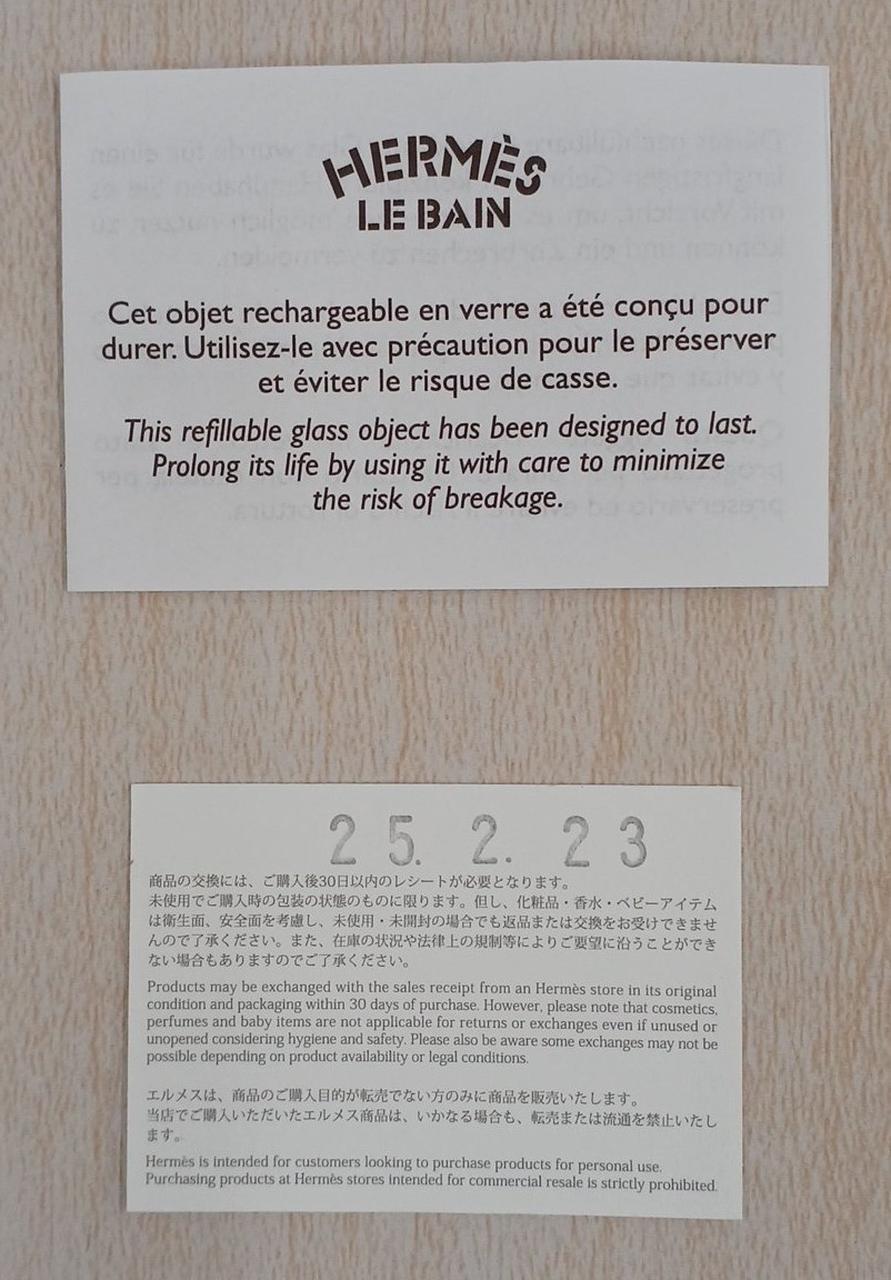 HERMÈS
LE BAIN
Cet objet rechargeable en verre a été conçu pour
durer. Utilisez-le avec précaution pour le préserver
et éviter le risque de casse.
This refillable glass object has been designed to last.
Prolong its life by using it with care to minimize
the risk of breakage.
25. 2. 23
商品の交換には、ご購入後30日以内のレシートが必要となります。
未使用でご購入時の包装の状態のものに限ります。但し、化粧品・香水・ベビーアイテム
は衛生面、安全面を考慮し、未使用・未開封の場合でも返品または交換をお受けできませ
んので了承ください。また、在庫の状況や法律上の規制等によりご要望に沿うことができ
ない場合もありますのでご了承ください。
Products may be exchanged with the sales receipt from an Hermès store in its original
condition and packaging within 30 days of purchase. However, please note that cosmetics,
perfumes and baby items are not applicable for returns or exchanges even if unused or
unopened considering hygiene and safety. Please also be aware some exchanges may not be
possible depending on product availability or legal conditions.
エルメスは、商品のご購入目的が転売でない方のみに商品を販売いたします。
当店でご購入いただいたエルメス商品は、いかなる場合も、転売または流通を禁止いたし
ます。
Hermès is intended for customers looking to purchase products for personal use.
Purchasing products at Hermès stores intended for commercial resale is strictly prohibited.